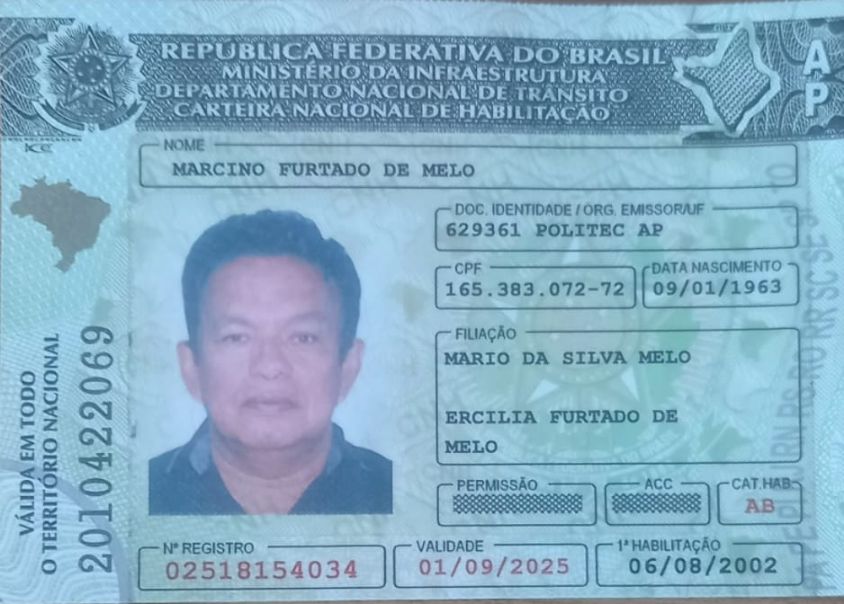 REPÚBLICA FEDERATIVA DO BRASIL
MINISTÉRIO DA INFRAESTRUTURA
DEPARTAMENTO NACIONAL DE TRÂNSITO
CARTEIRA NACIONAL DE HABILITAÇÃO
AP
NOME
MARCINO FURTADO DE MELO
DOC. IDENTIDADE / ORG. EMISSOR/UF
629361 POLITEC AP
CPF
165.383.072-72
DATA NASCIMENTO
09/01/1963
FILIAÇÃO
MARIO DA SILVA MELO
ERCILIA FURTADO DE
MELO
PERMISSÃO
ACC
CAT.HAB.
AB
Nº REGISTRO
02518154034
VALIDADE
01/09/2025
1ª HABILITAÇÃO
06/08/2002
VÁLIDA EM TODO
O TERRITÓRIO NACIONAL
2010422069